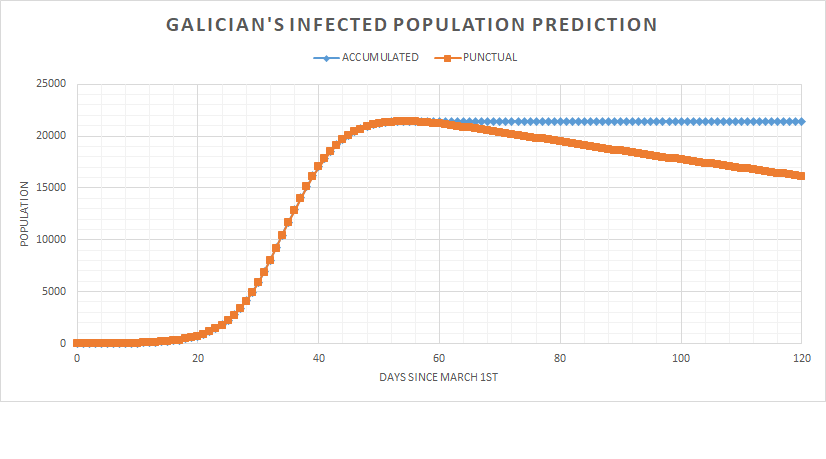 GALICIAN'S INFECTED POPULATION PREDICTION
ACCUMULATED PUNCTUAL
25000
20000
15000
10000
5000
0
POPULATION
0 20 40 60 80 100 120
DAYS SINCE MARCH 1ST